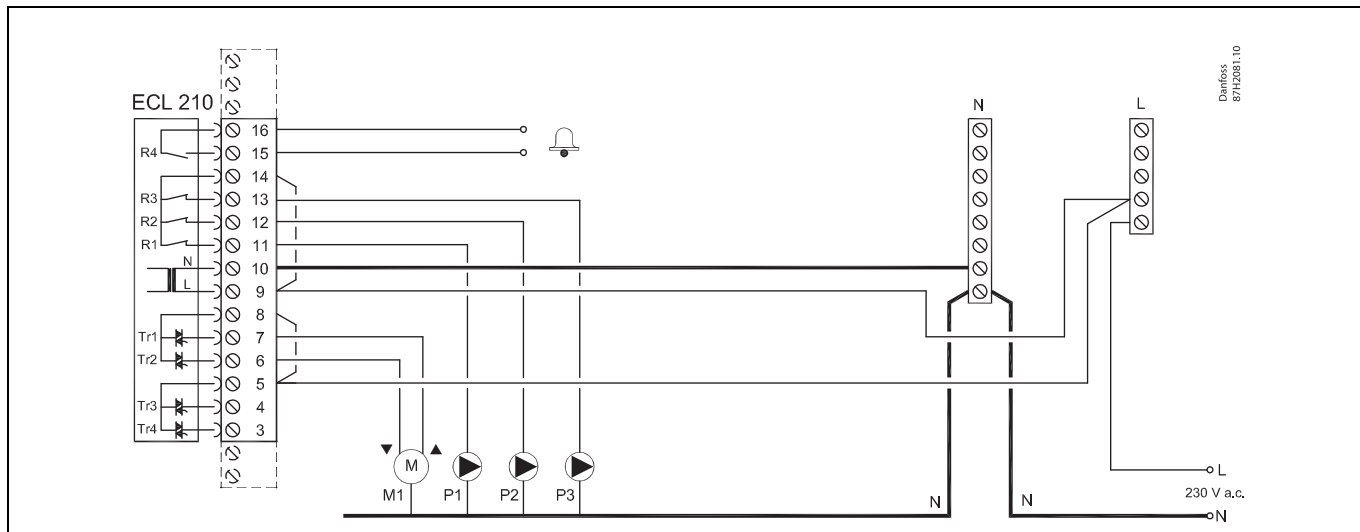 Danfoss
87H2081.10
ECL 210
N
L
R4
16
15
14
R3
13
R2
12
R1
11
N
10
L
9
8
Tr1
7
Tr2
6
5
Tr3
4
Tr4
3
M
M1
P1
P2
P3
N
N
L
230 V a.c.
N